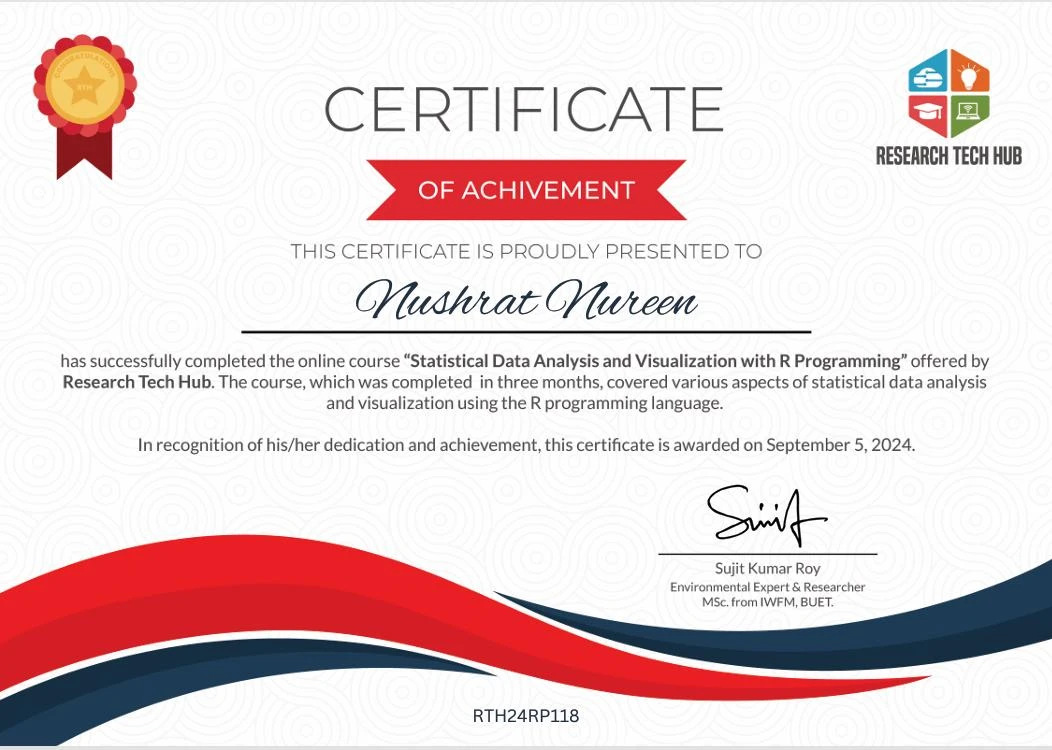 CONGRATULATIONS
RTH
RESEARCH TECH HUB
CERTIFICATE
OF ACHIVEMENT
THIS CERTIFICATE IS PROUDLY PRESENTED TO
Nushrat Nureen
has successfully completed the online course “Statistical Data Analysis and Visualization with R Programming” offered by
Research Tech Hub. The course, which was completed in three months, covered various aspects of statistical data analysis
and visualization using the R programming language.
In recognition of his/her dedication and achievement, this certificate is awarded on September 5, 2024.
Sujit
Sujit Kumar Roy
Environmental Expert & Researcher
MSc. from IWFM, BUET.
RTH24RP118